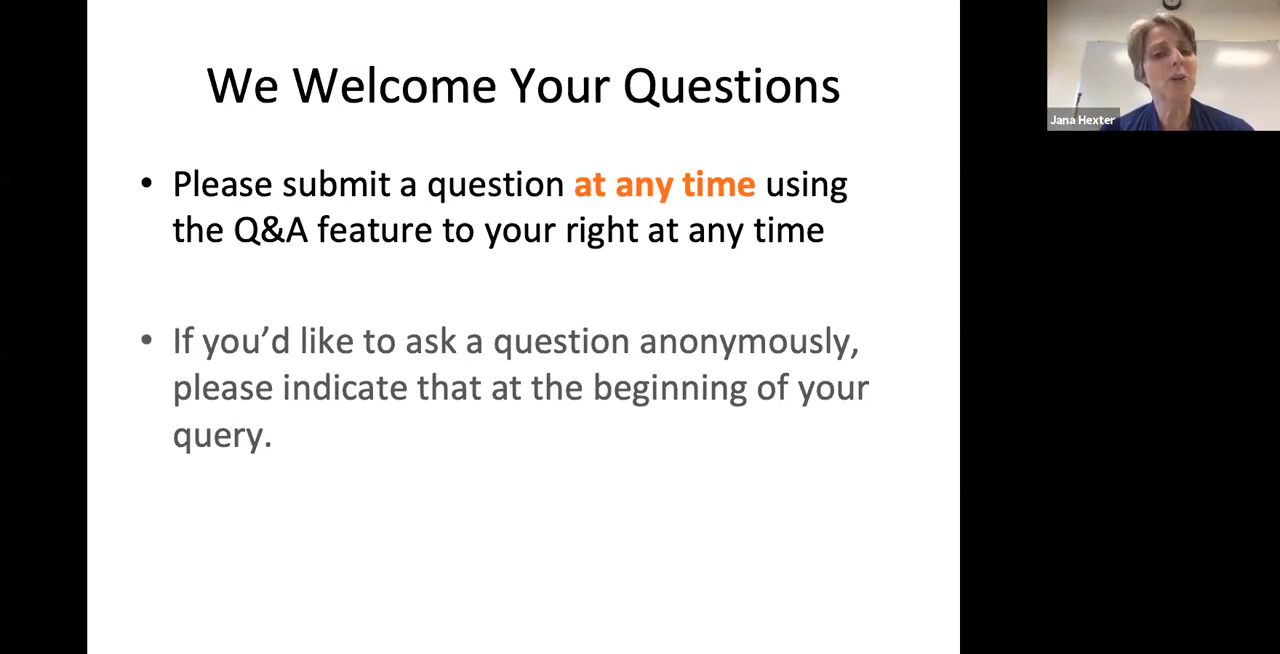 We Welcome Your Questions
• Please submit a question at any time using
the Q&A feature to your right at any time
• If you’d like to ask a question anonymously,
please indicate that at the beginning of your
query.
Jana Hexter